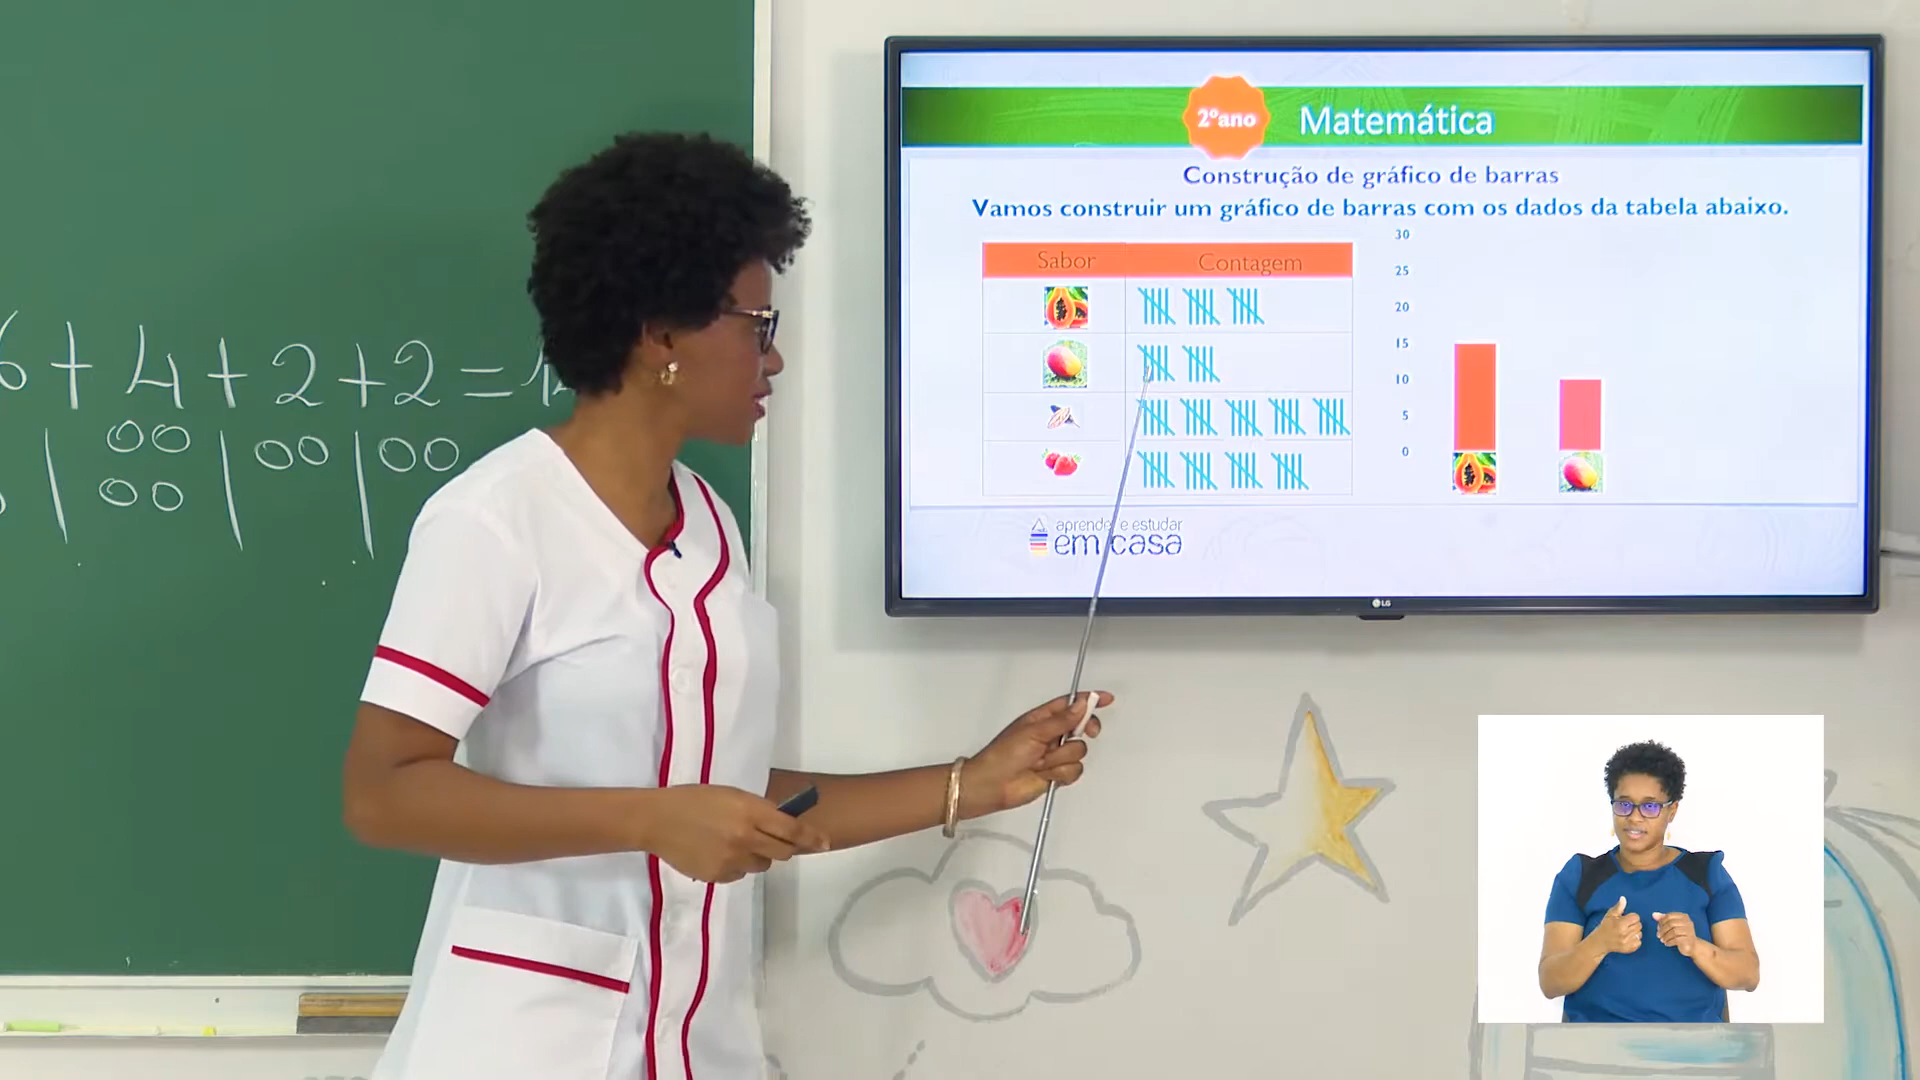 6+4+2+2=1
2ºano
Matemática
Construção de gráfico de barras
Vamos construir um gráfico de barras com os dados da tabela abaixo.
Sabor Contagem
30
25
20
15
10
5
0
aprender e estudar
em casa
LG